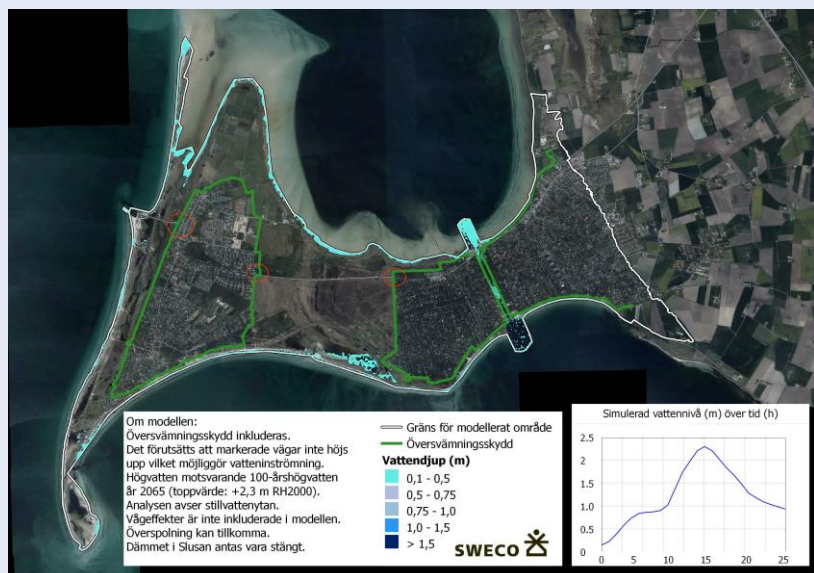 Om modellen:
Översvämningsskydd inkluderas.
Det förutsätts att markerade vägar inte höjs
upp vilket möjliggör vatteninströmning.
Högvatten motsvarande 100-årshögvatten
år 2065 (toppvärde: +2,3 m RH2000).
Analysen avser stillvattenytan.
Vågeffekter är inte inkluderade i modellen.
Överspolning kan tillkomma.
Dämmet i Slusan antas vara stängt.
Gräns för modellerat område
Översvämningsskydd
Vattendjup (m)
0,1 - 0,5
0,5 - 0,75
0,75 - 1,0
1,0 - 1,5
> 1,5
SWECO
Simulerad vattennivå (m) över tid (h)
2.5
2.0
1.5
1.0
0.5
0
0 5 10 15 20 25